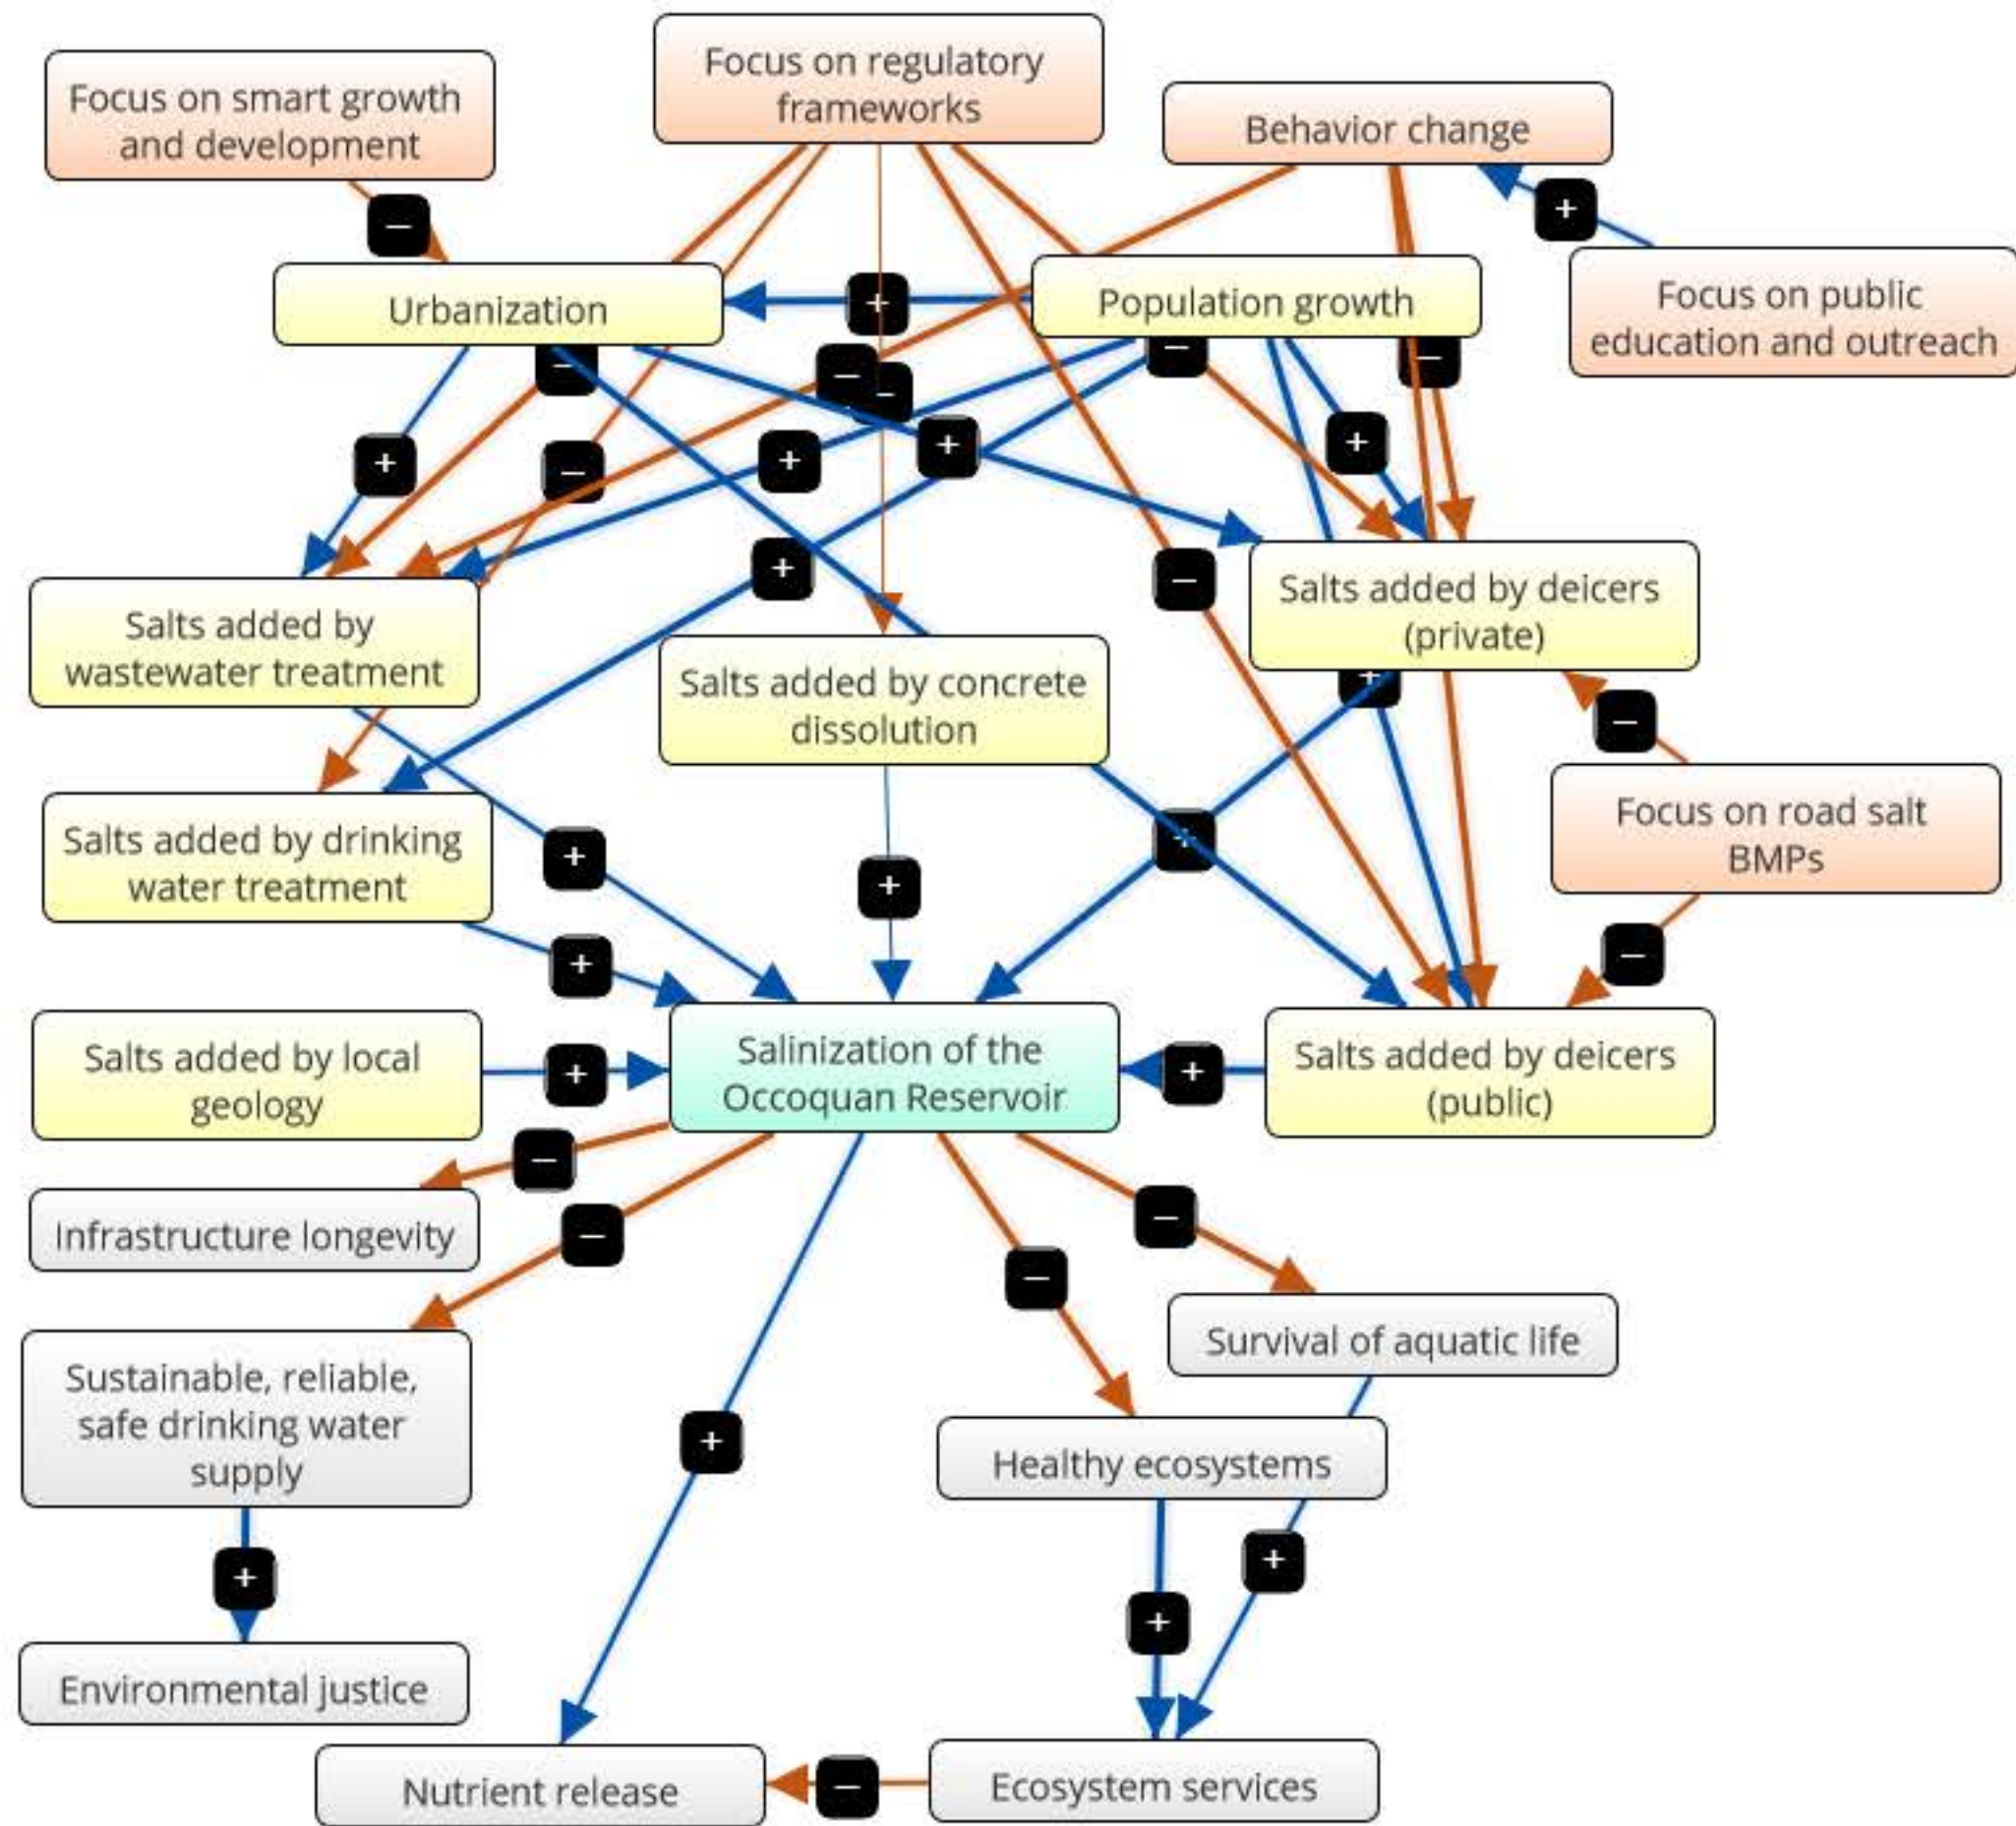 Focus on regulatory
frameworks
Focus on smart growth
and development
Behavior change
–
+
Focus on public
education and outreach
Urbanization
+
Population growth
–
–
–
–
–
+
–
+
+
+
+
–
Salts added by
wastewater treatment
Salts added by concrete
dissolution
Salts added by deicers
(private)
+
–
Salts added by drinking
water treatment
+
+
+
Focus on road salt
BMPs
+
–
Salts added by local
geology
+
Salinization of the
Occoquan Reservoir
+
Salts added by deicers
(public)
–
Infrastructure longevity
–
–
–
Survival of aquatic life
Sustainable, reliable,
safe drinking water
supply
+
Healthy ecosystems
+
+
+
Environmental justice
Nutrient release
–
Ecosystem services